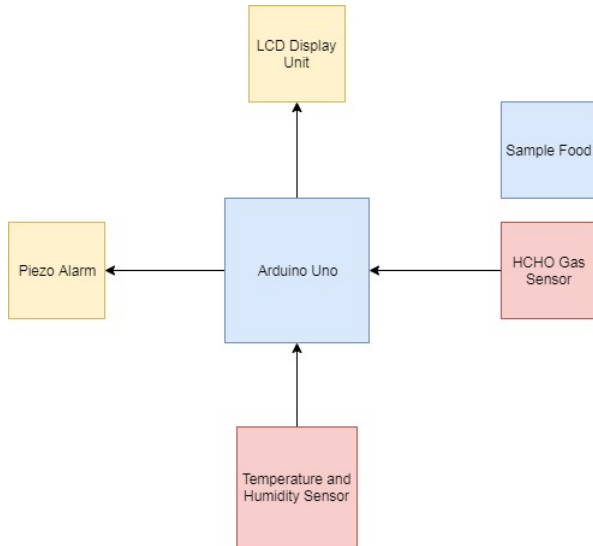 LCD Display
Unit
Sample Food
Piezo Alarm
Arduino Uno
HCHO Gas
Sensor
Temperature and
Humidity Sensor